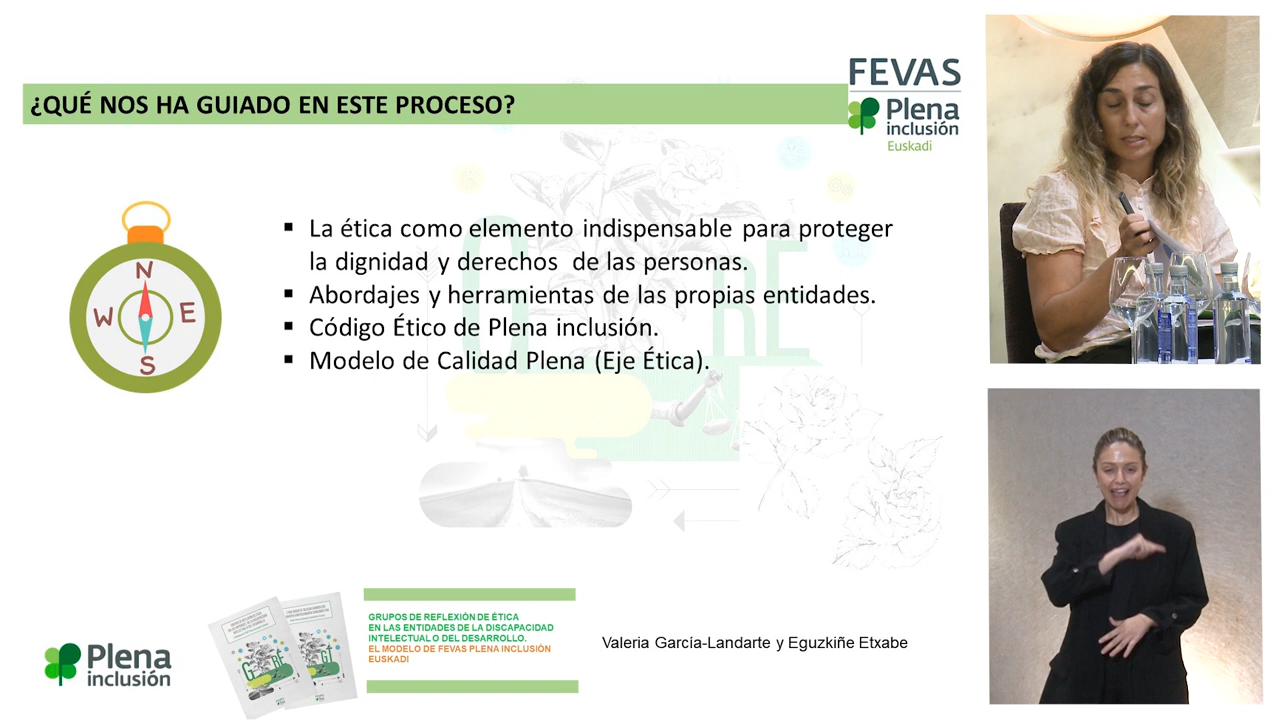 ¿QUÉ NOS HA GUIADO EN ESTE PROCESO?
FEVAS
Plena
inclusión
Euskadi
N
W E
S
▪ La ética como elemento indispensable para proteger
la dignidad y derechos de las personas.
▪ Abordajes y herramientas de las propias entidades.
▪ Código Ético de Plena inclusión.
▪ Modelo de Calidad Plena (Eje Ética).
Plena
inclusión
GRUPOS DE REFLEXIÓN DE ÉTICA
EN LAS ENTIDADES DE LA DISCAPACIDAD
INTELECTUAL O DEL DESARROLLO.
EL MODELO DE FEVAS PLENA INCLUSIÓN
EUSKADI
Valeria García-Landarte y Eguzkiñe Etxabe